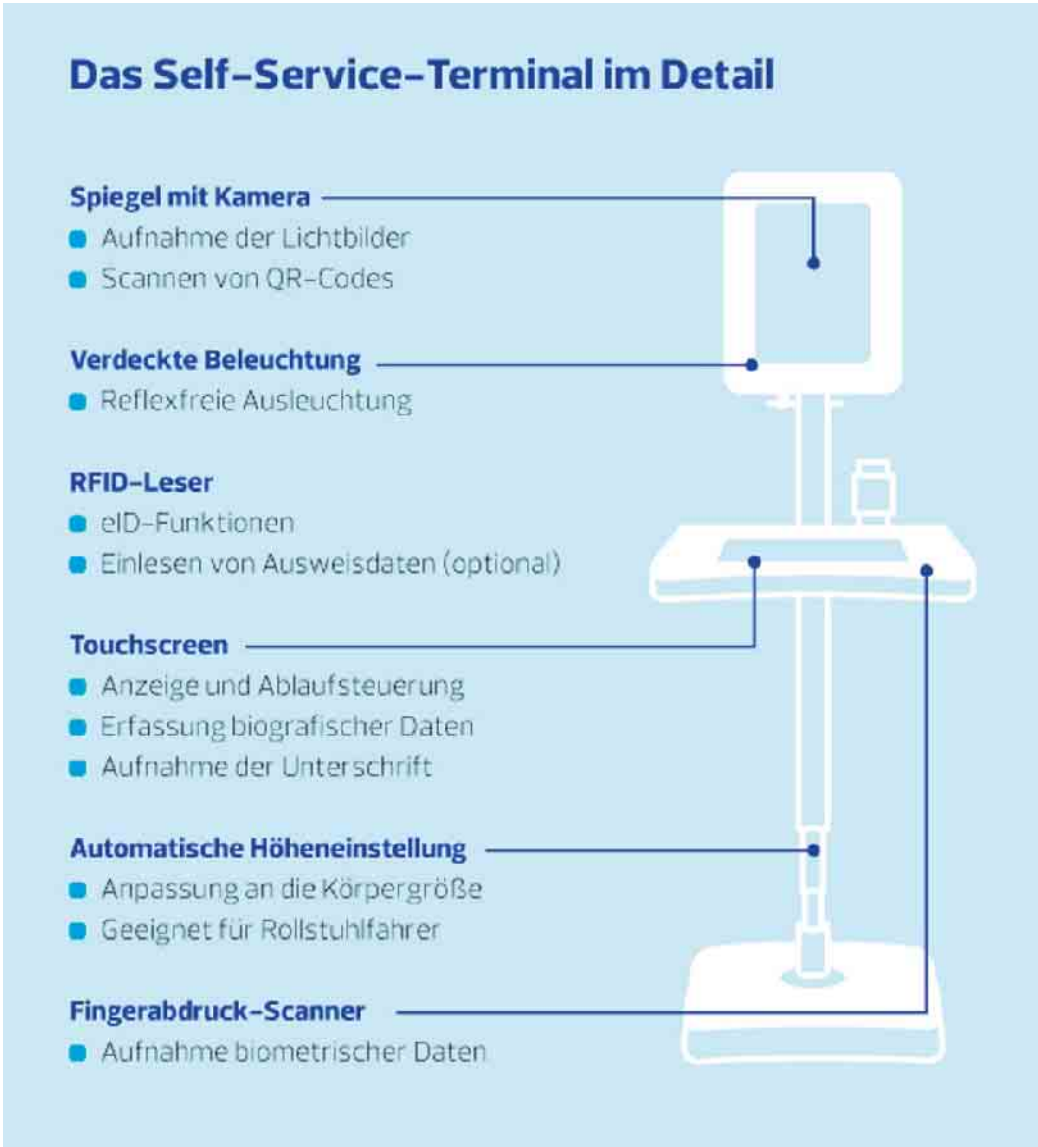 Das Self-Service-Terminal im Detail
Spiegel mit Kamera
Aufnahme der Lichtbilder
Scannen von QR-Codes
Verdeckte Beleuchtung
Reflexfreie Ausleuchtung
RFID-Leser
eID-Funktionen
Einlesen von Ausweisdaten (optional)
Touchscreen
Anzeige und Ablaufsteuerung
Erfassung biografischer Daten
Aufnahme der Unterschrift
Automatische Höheneinstellung
Anpassung an die Körpergröße
Geeignet für Rollstuhlfahrer
Fingerabdruck-Scanner
Aufnahme biometrischer Daten